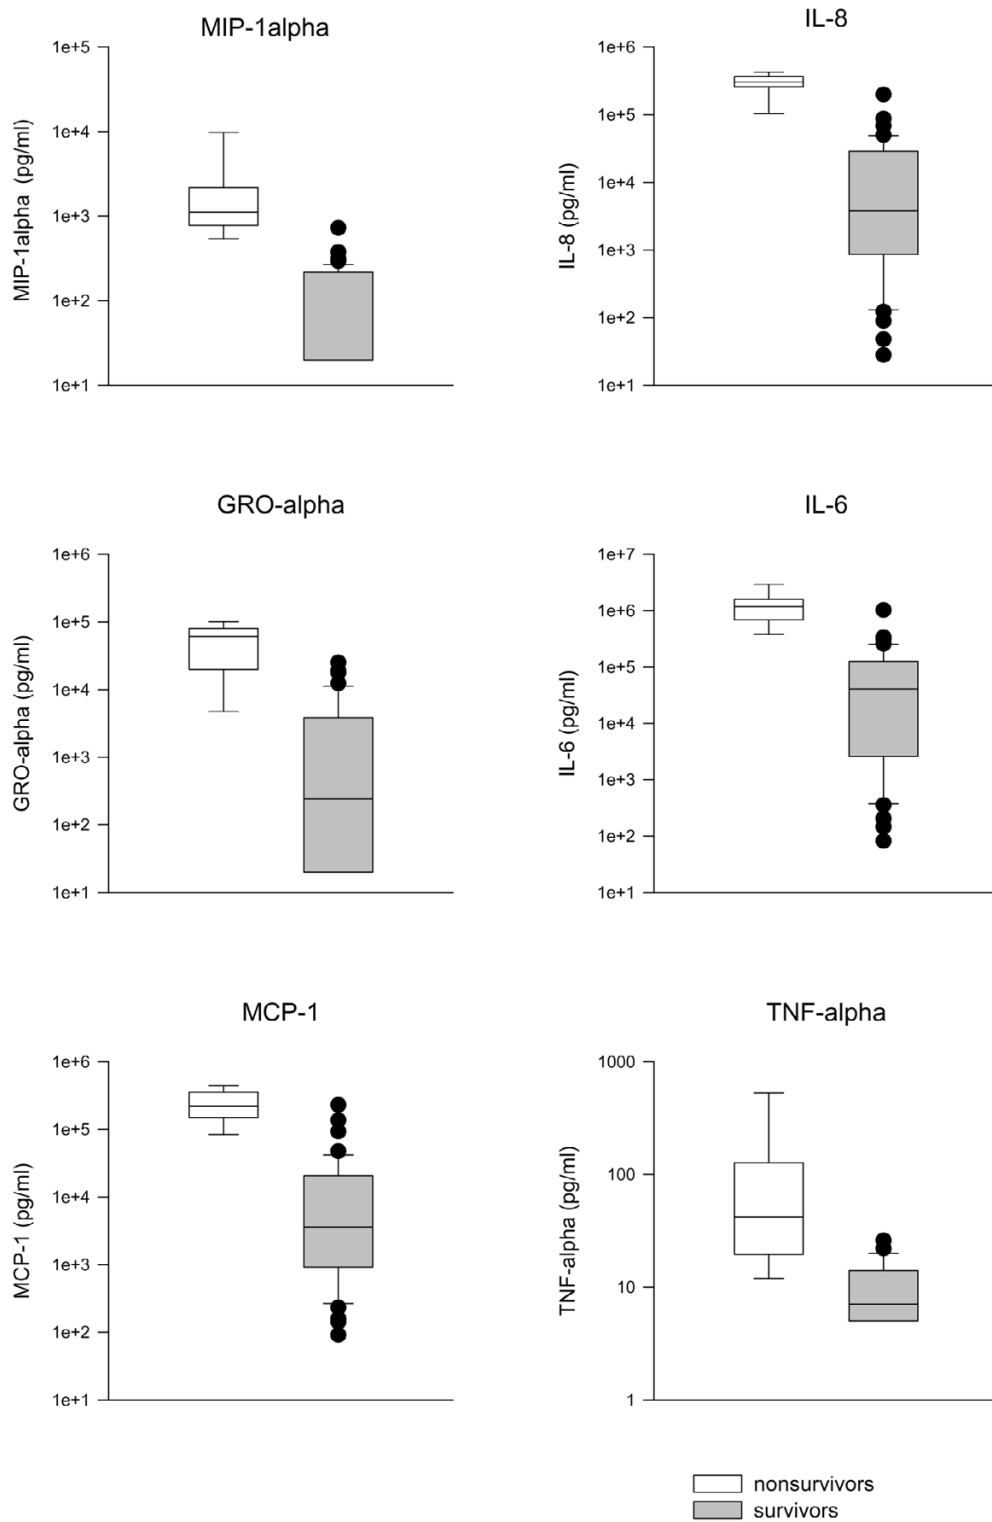 MIP-1alpha
MIP-1alpha (pg/ml)
1e+5
1e+4
1e+3
1e+2
1e+1
IL-8
IL-8 (pg/ml)
1e+6
1e+5
1e+4
1e+3
1e+2
1e+1
GRO-alpha
GRO-alpha (pg/ml)
1e+6
1e+5
1e+4
1e+3
1e+2
1e+1
IL-6
IL-6 (pg/ml)
1e+7
1e+6
1e+5
1e+4
1e+3
1e+2
1e+1
MCP-1
MCP-1 (pg/ml)
1e+6
1e+5
1e+4
1e+3
1e+2
1e+1
TNF-alpha
TNF-alpha (pg/ml)
1000
100
10
1
nonsurvivors
survivors